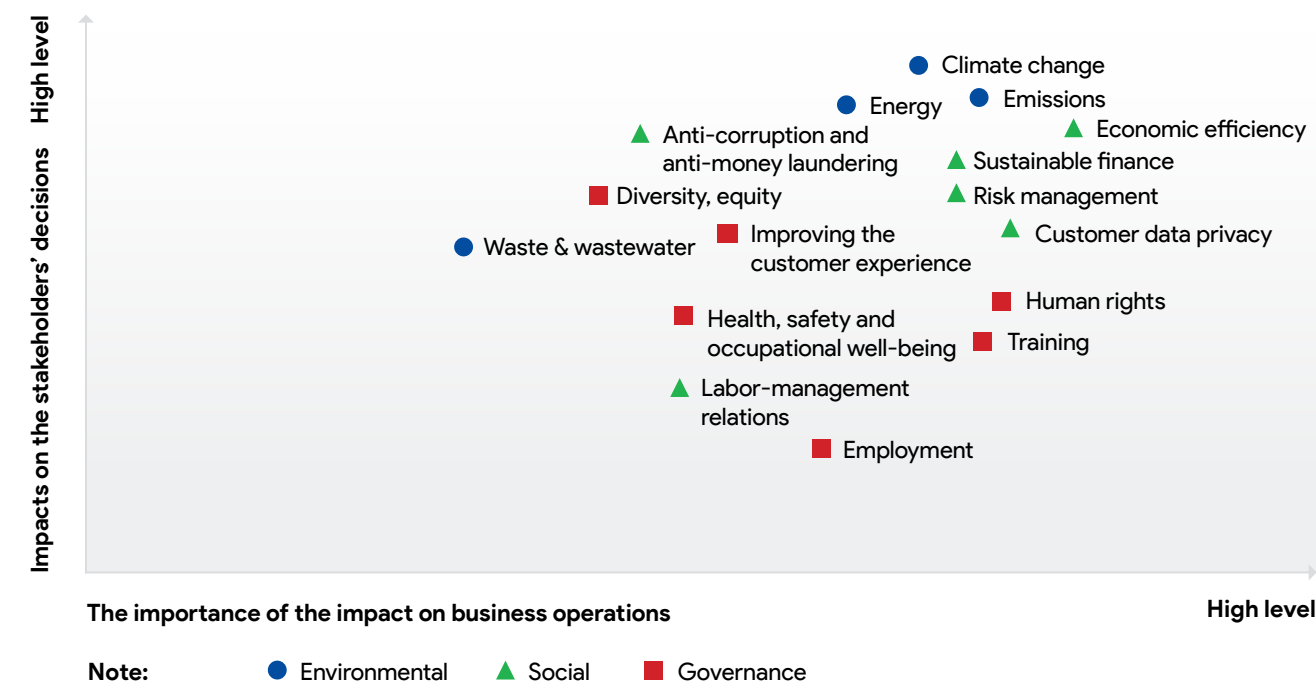 Impacts on the stakeholders’ decisions
High level
Climate change
Energy
Emissions
Economic efficiency
Anti-corruption and
anti-money laundering
Sustainable finance
Diversity, equity
Risk management
Waste & wastewater
Improving the
customer experience
Customer data privacy
Human rights
Health, safety and
occupational well-being
Training
Labor-management
relations
Employment
The importance of the impact on business operations
High level
Note:
Environmental
Social
Governance